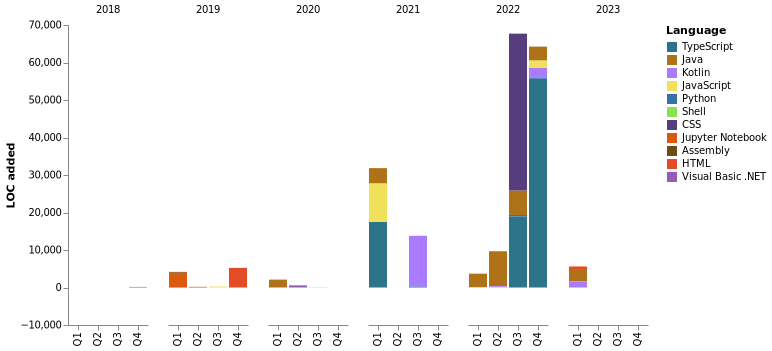 2018 2019 2020 2021 2022 2023
Language
TypeScript
Java
Kotlin
JavaScript
Python
Shell
CSS
Jupyter Notebook
Assembly
HTML
Visual Basic .NET
LOC added
70,000
60,000
50,000
40,000
30,000
20,000
10,000
0
−10,000
Q1 Q2 Q3 Q4 Q1 Q2 Q3 Q4 Q1 Q2 Q3 Q4 Q1 Q2 Q3 Q4 Q1 Q2 Q3 Q4 Q1 Q2 Q3 Q4